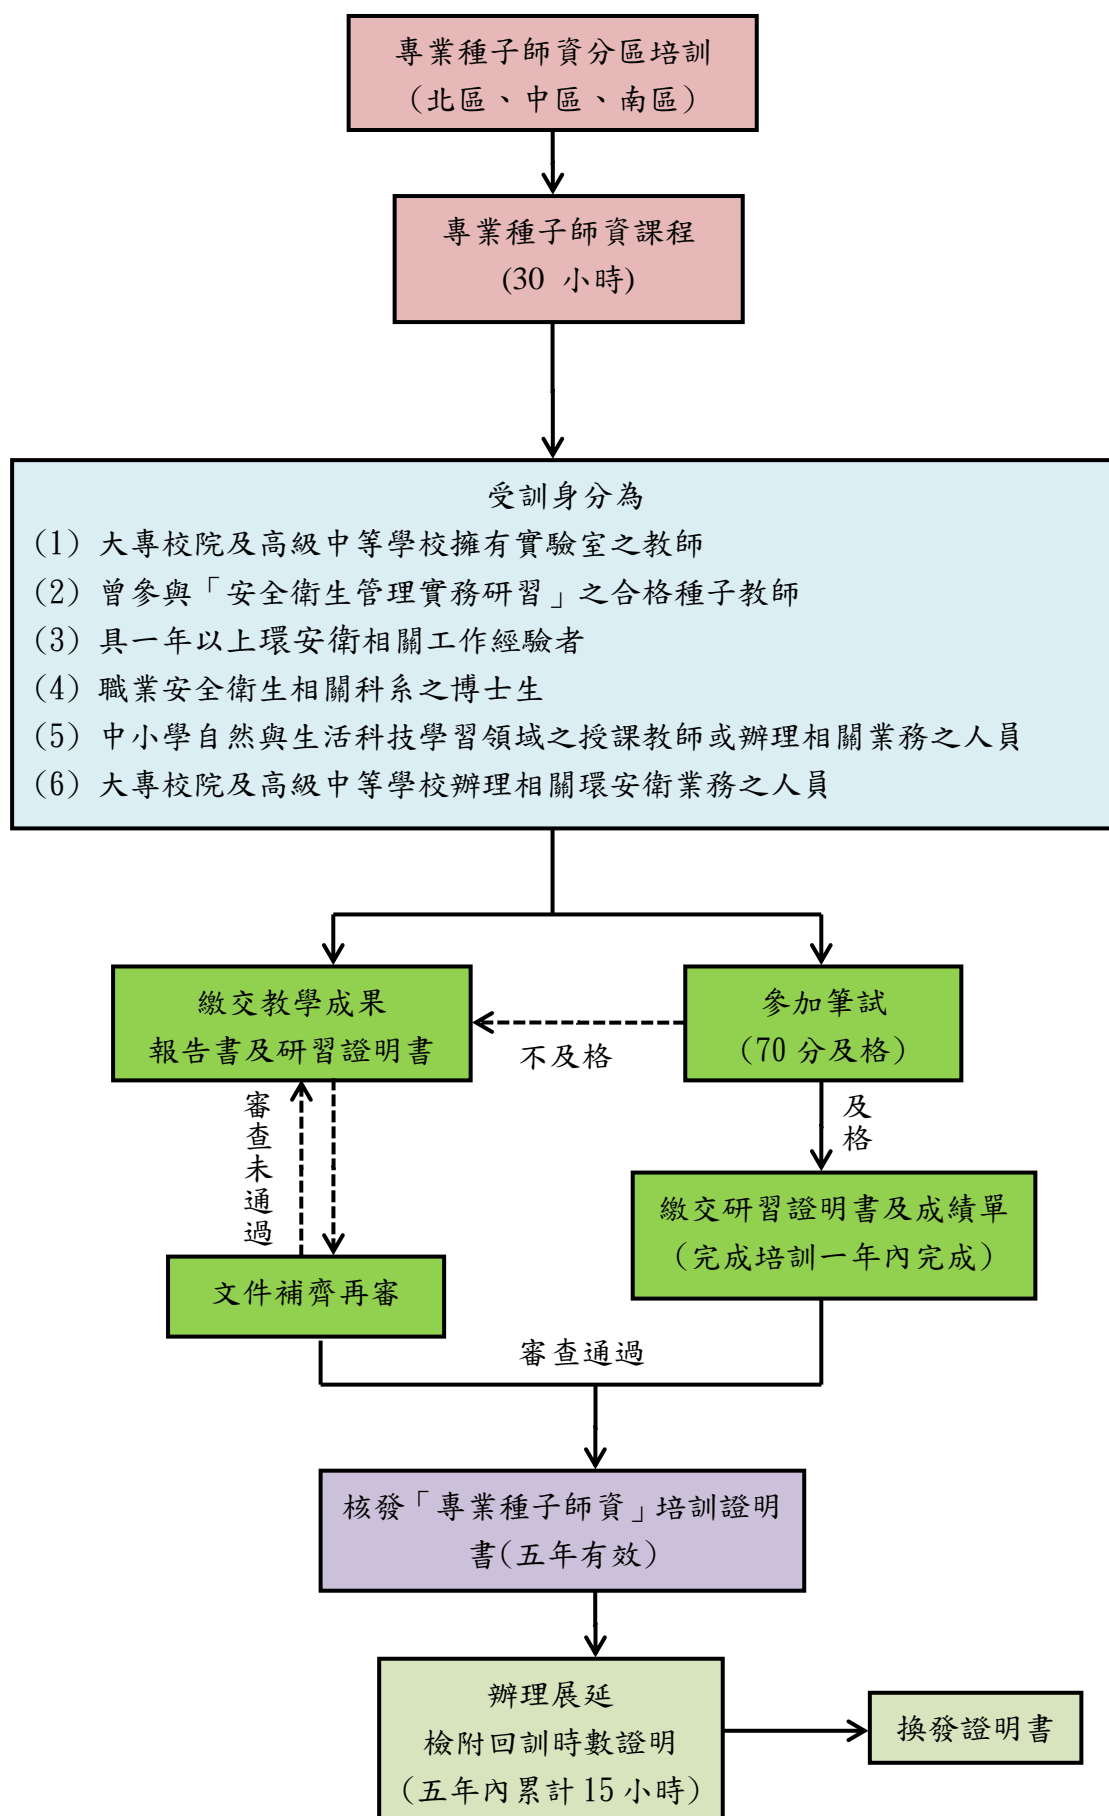 專業種子師資分區培訓
（北區、中區、南區）
專業種子師資課程
(30 小時)
受訓身分為
（1）大專校院及高級中等學校擁有實驗室之教師
（2）曾參與「安全衛生管理實務研習」之合格種子教師
（3）具一年以上環安衛相關工作經驗者
（4）職業安全衛生相關科系之博士生
（5）中小學自然與生活科技學習領域之授課教師或辦理相關業務之人員
（6）大專校院及高級中等學校辦理相關環安衛業務之人員
繳交教學成果
報告書及研習證明書
參加筆試
（70 分及格）
不及格
及格
審查未通過
繳交研習證明書及成績單
（完成培訓一年內完成）
文件補齊再審
審查通過
核發「專業種子師資」培訓證明
書(五年有效)
辦理展延
檢附回訓時數證明
（五年內累計 15 小時）
換發證明書